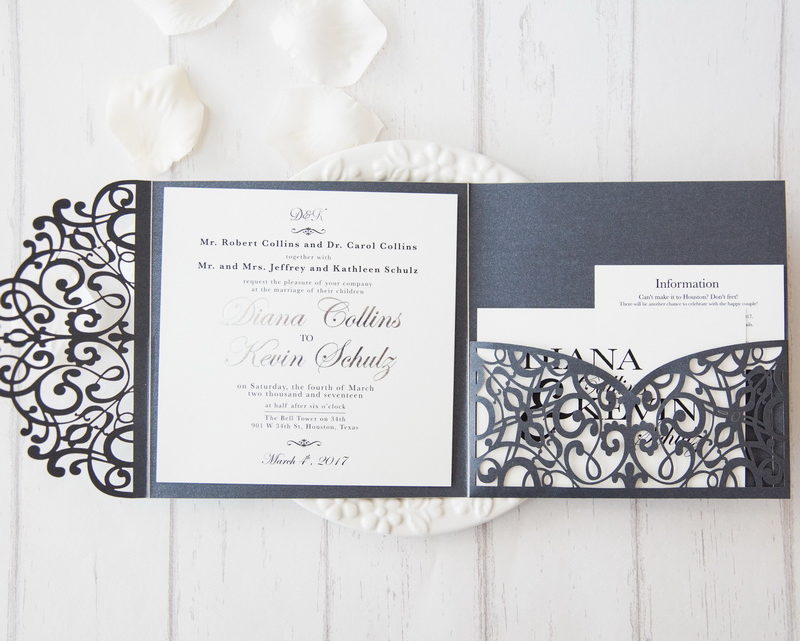 D&K
Mr. Robert Collins and Dr. Carol Collins
together with
Mr. and Mrs. Jeffrey and Kathleen Schulz
request the pleasure of your company
at the marriage of their children
Diana Collins
TO
Kevin Schulz
on Saturday, the fourth of March
two thousand and seventeen
at half after six o'clock
The Bell Tower on 34th
901 W 34th St, Houston, Texas
March 4th, 2017
Information
Can't make it to Houston? Don't fret!
There will be another chance to celebrate with the happy couple!
DIANA
& KEVIN